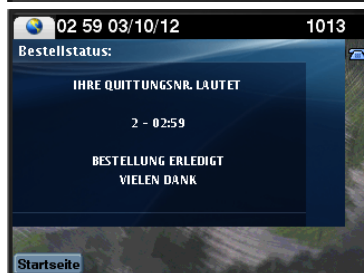 02 59 03/10/12 1013
Bestellstatus:
IHRE QUITTUNGSNR. LAUTET
2 - 02:59
BESTELLUNG ERLEDIGT
VIELEN DANK
Startseite